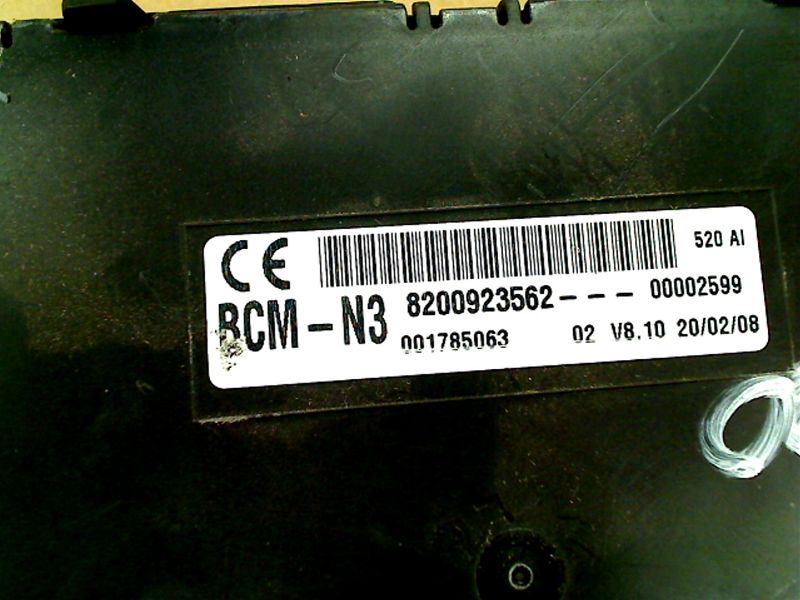 CE 520 AI
BCM-N3 8200923562--- 00002599
001785063 02 V8.10 20/02/08